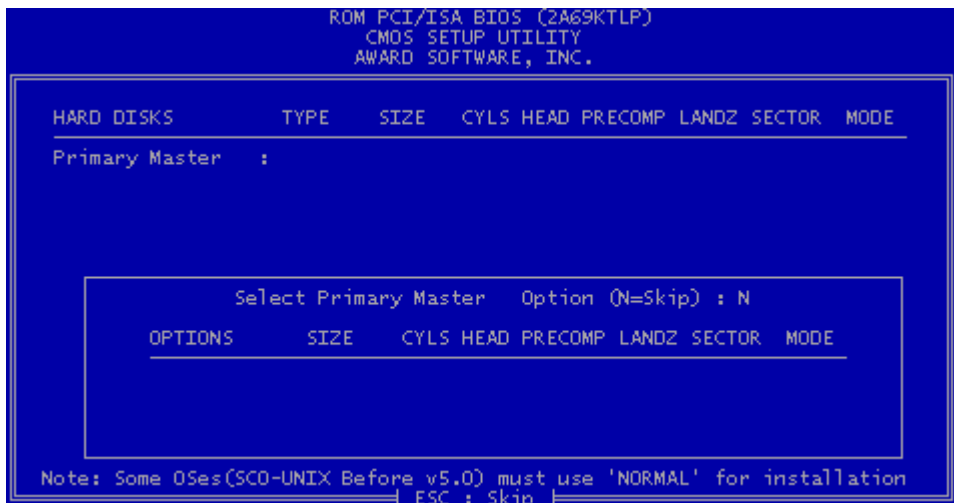 ROM PCI/ISA BIOS (2A69KTLP)
CMOS SETUP UTILITY
AWARD SOFTWARE, INC.
HARD DISKS TYPE SIZE CYLS HEAD PRECOMP LANDZ SECTOR MODE
Primary Master :
Select Primary Master Option (N=Skip) : N
OPTIONS SIZE CYLS HEAD PRECOMP LANDZ SECTOR MODE
Note: Some OSes(SCO-UNIX Before v5.0) must use 'NORMAL' for installation
ESC : Skip